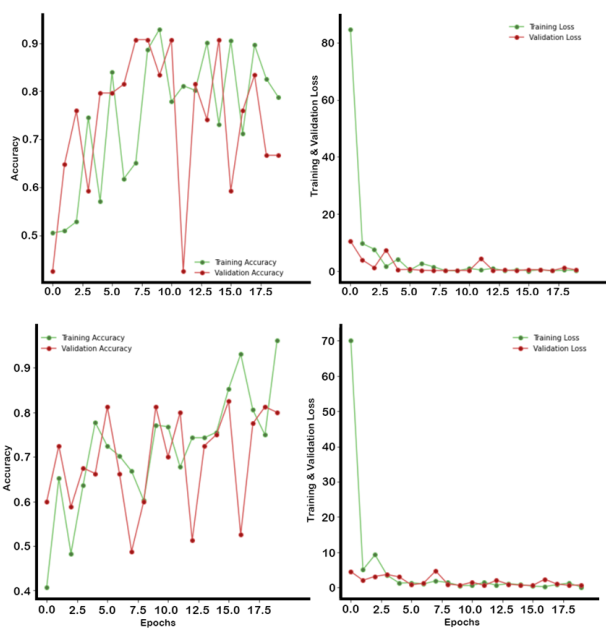 0.9
0.8
0.7
0.6
0.5
Accuracy
Training Accuracy
Validation Accuracy
0.0 2.5 5.0 7.5 10.0 12.5 15.0 17.5
80
60
40
20
0
Training & Validation Loss
Training Loss
Validation Loss
0.0 2.5 5.0 7.5 10.0 12.5 15.0 17.5
0.9
0.8
0.7
0.6
0.5
0.4
Accuracy
Training Accuracy
Validation Accuracy
0.0 2.5 5.0 7.5 10.0 12.5 15.0 17.5
Epochs
70
60
50
40
30
20
10
0
Training & Validation Loss
Training Loss
Validation Loss
0.0 2.5 5.0 7.5 10.0 12.5 15.0 17.5
Epochs